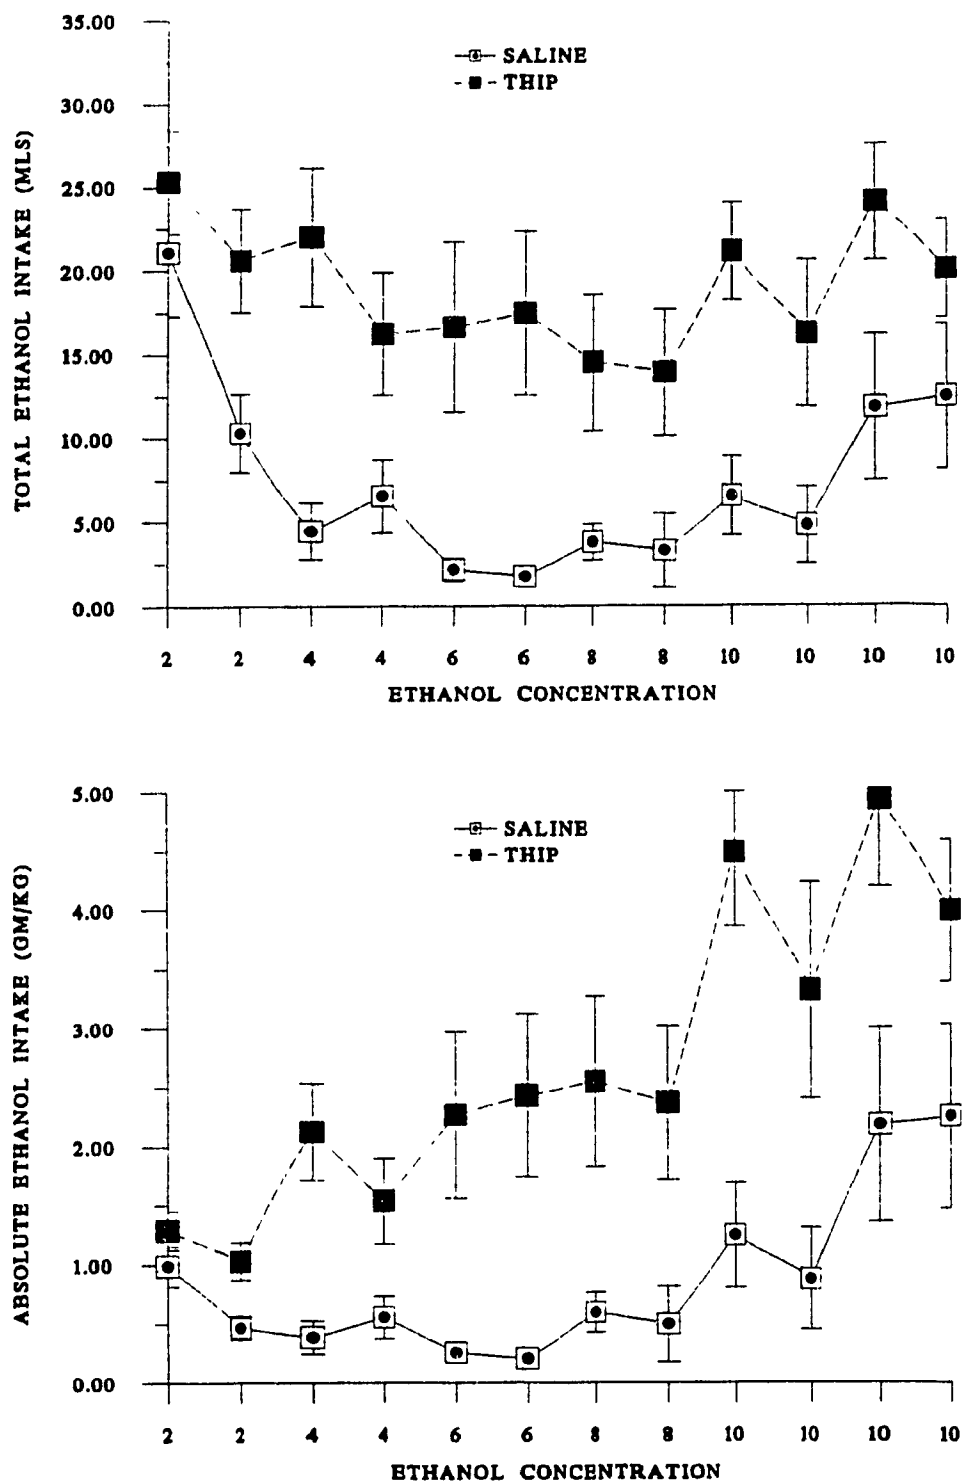 35.00
SALINE
THIP
30.00
25.00
20.00
15.00
10.00
5.00
0.00
TOTAL ETHANOL INTAKE (MLS)
2 2 4 4 6 6 8 8 10 10 10 10
ETHANOL CONCENTRATION
5.00
SALINE
THIP
4.00
3.00
2.00
1.00
0.00
ABSOLUTE ETHANOL INTAKE (GM/KG)
2 2 4 4 6 6 8 8 10 10 10 10
ETHANOL CONCENTRATION